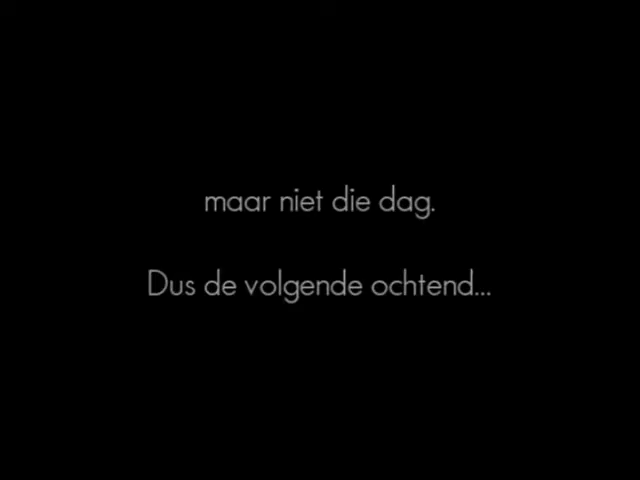 maar niet die dag.
Dus de volgende ochtend...